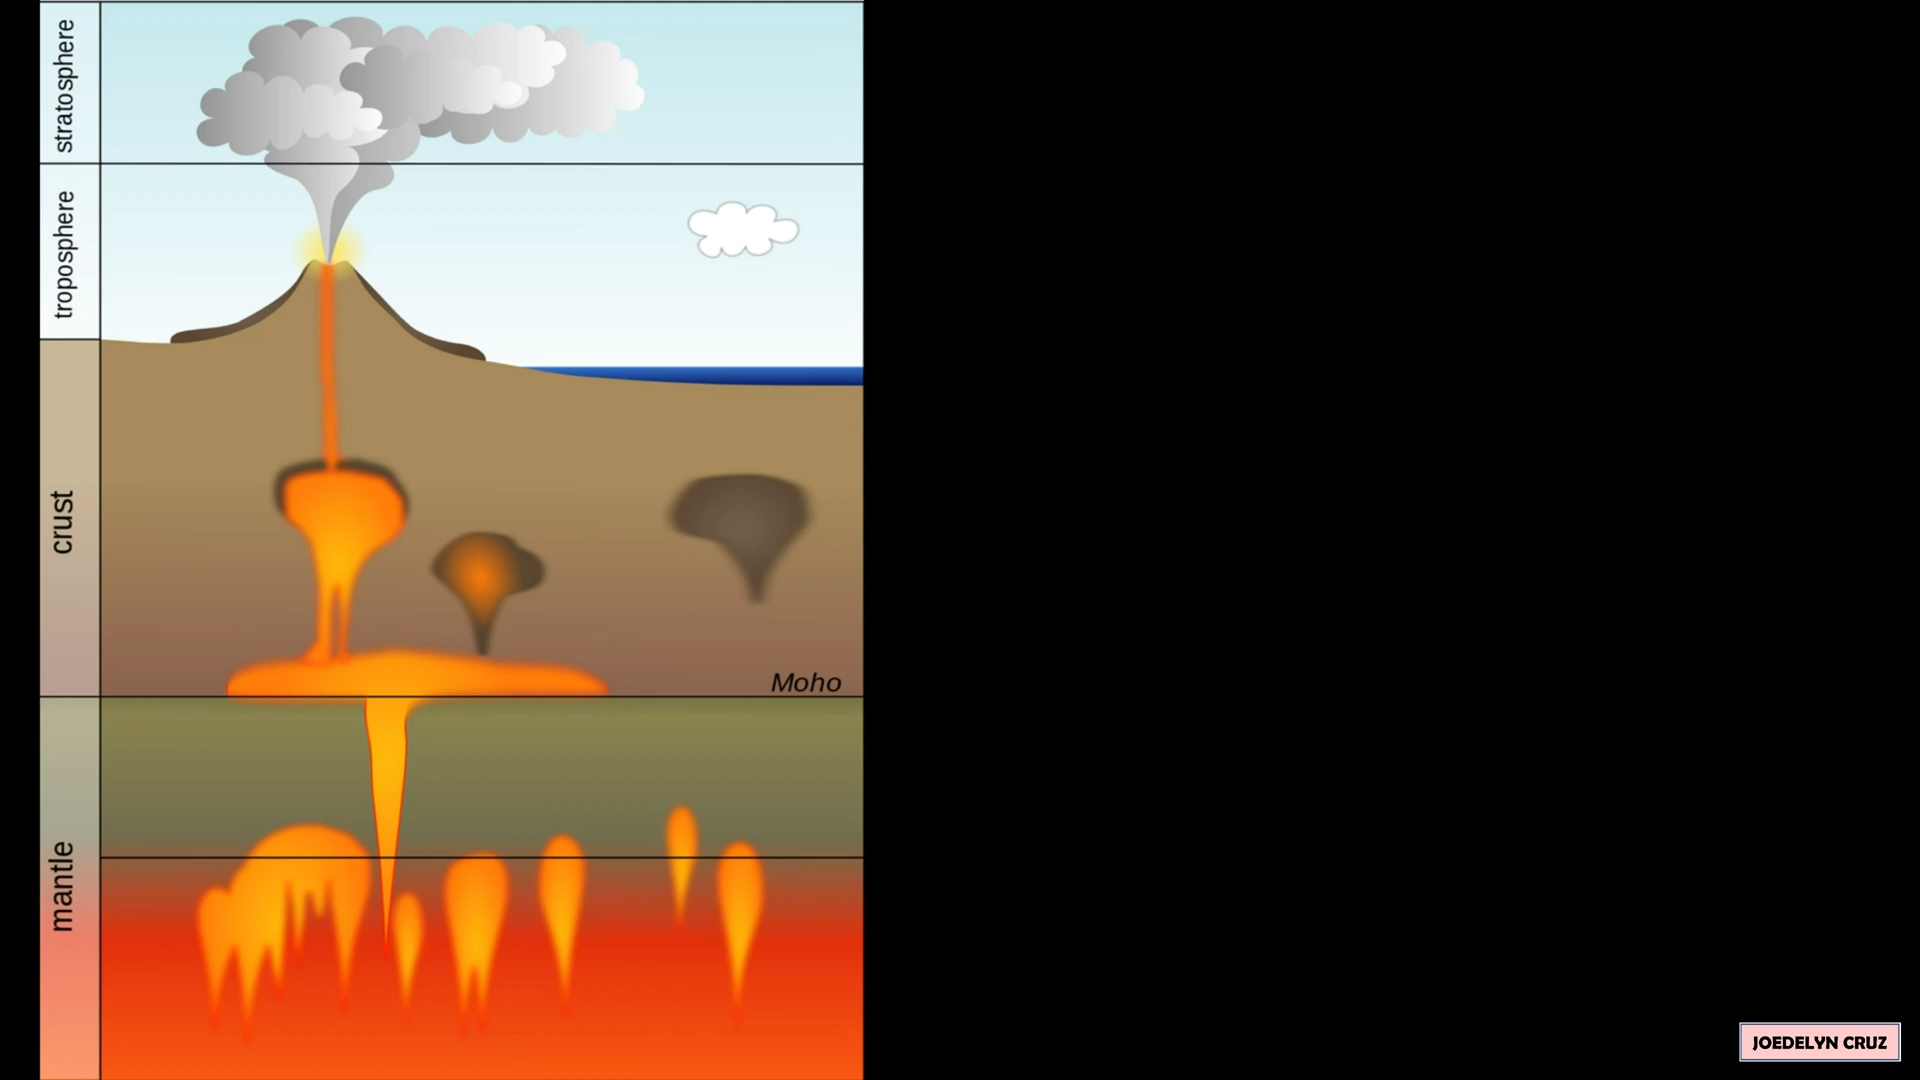 stratosphere
troposphere
crust
Moho
mantle
JOEDELYN CRUZ